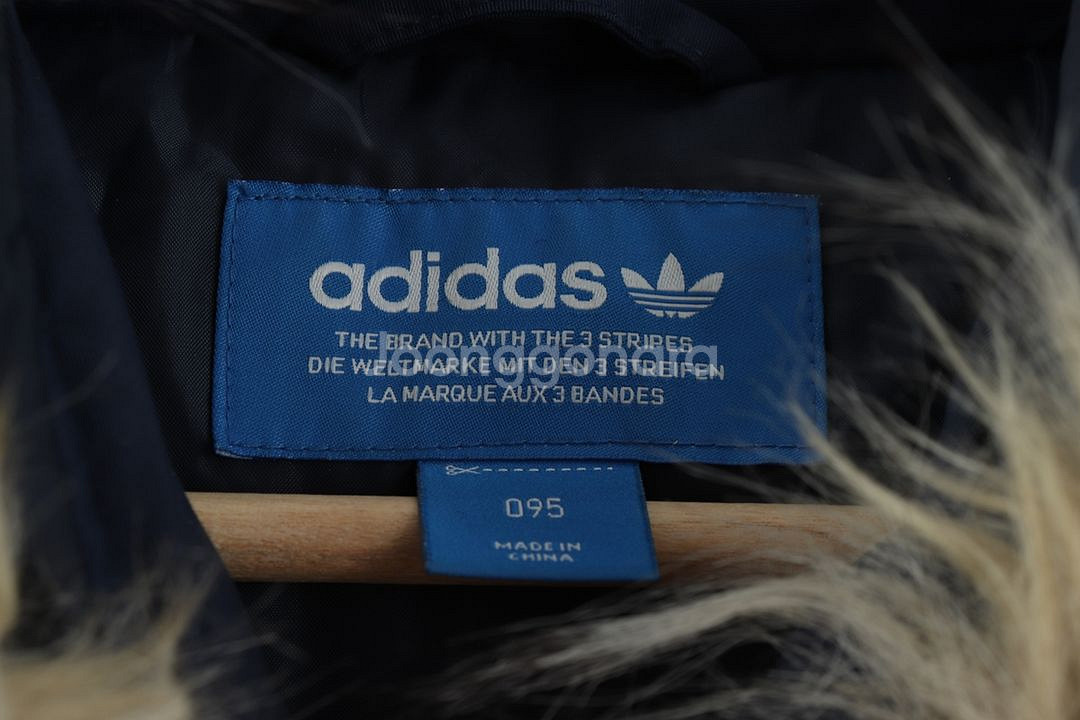 adidas
THE BRAND WITH THE 3 STRIPES
DIE WELTMARKE MIT DEN 3 STREIFEN
LA MARQUE AUX 3 BANDES
095
MADE IN
CHINA